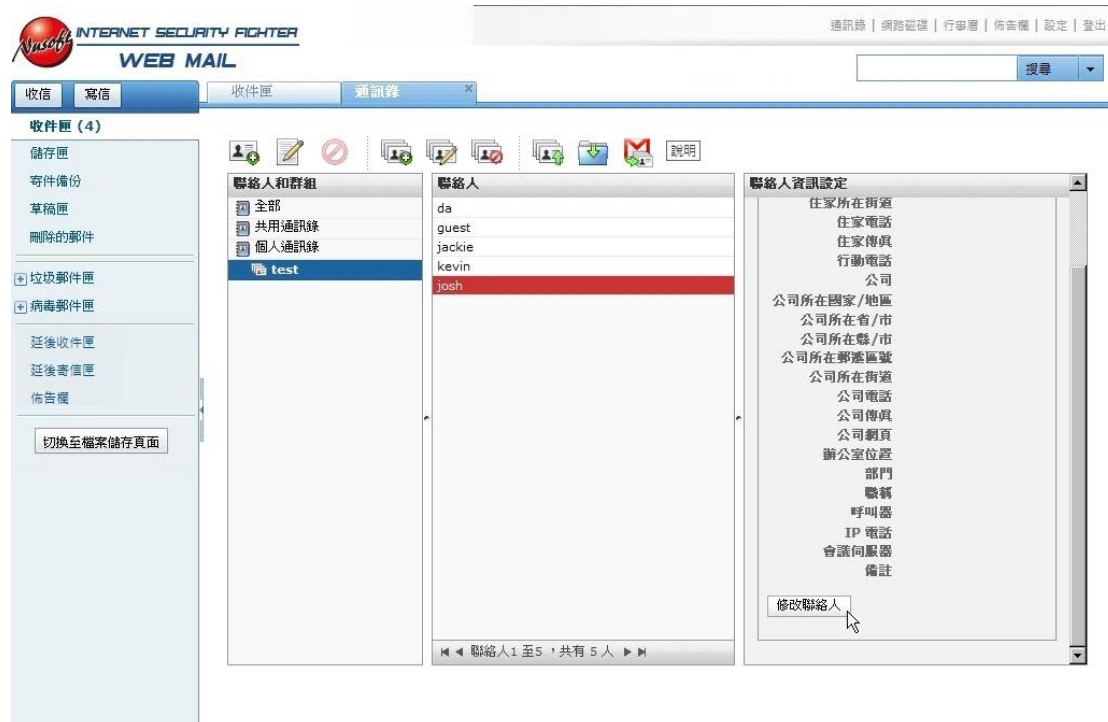 Nusoft
INTERNET SECURITY FIGHTER
WEB MAIL
通訊錄 | 網路磁碟 | 行事曆 | 佈告欄 | 設定 | 登出
搜尋
收信
寫信
收件匣
通訊錄
收件匣 (4)
儲存匣
寄件備份
草稿匣
刪除的郵件
垃圾郵件匣
病毒郵件匣
延後收件匣
延後寄信匣
佈告欄
切換至檔案儲存頁面
說明
聯絡人和群組
全部
共用通訊錄
個人通訊錄
test
聯絡人
da
guest
jackie
kevin
josh
聯絡人1 至5 ，共有 5 人
聯絡人資訊設定
住家所在街道
住家電話
住家傳真
行動電話
公司
公司所在國家/地區
公司所在省/市
公司所在縣/市
公司所在郵遞區號
公司所在街道
公司電話
公司傳真
公司網頁
辦公室位置
部門
職稱
呼叫器
IP 電話
會議伺服器
備註
修改聯絡人